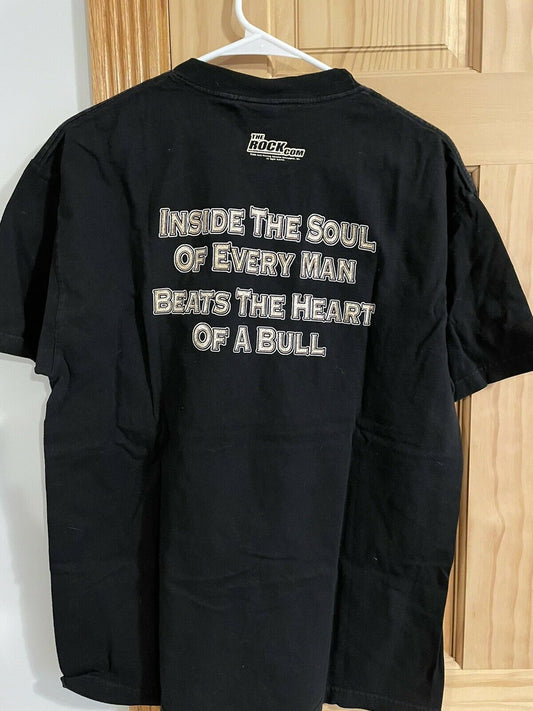 THE
ROCK.COM
INSIDE THE SOUL
OF EVERY MAN
BEATS THE HEART
OF A BULL